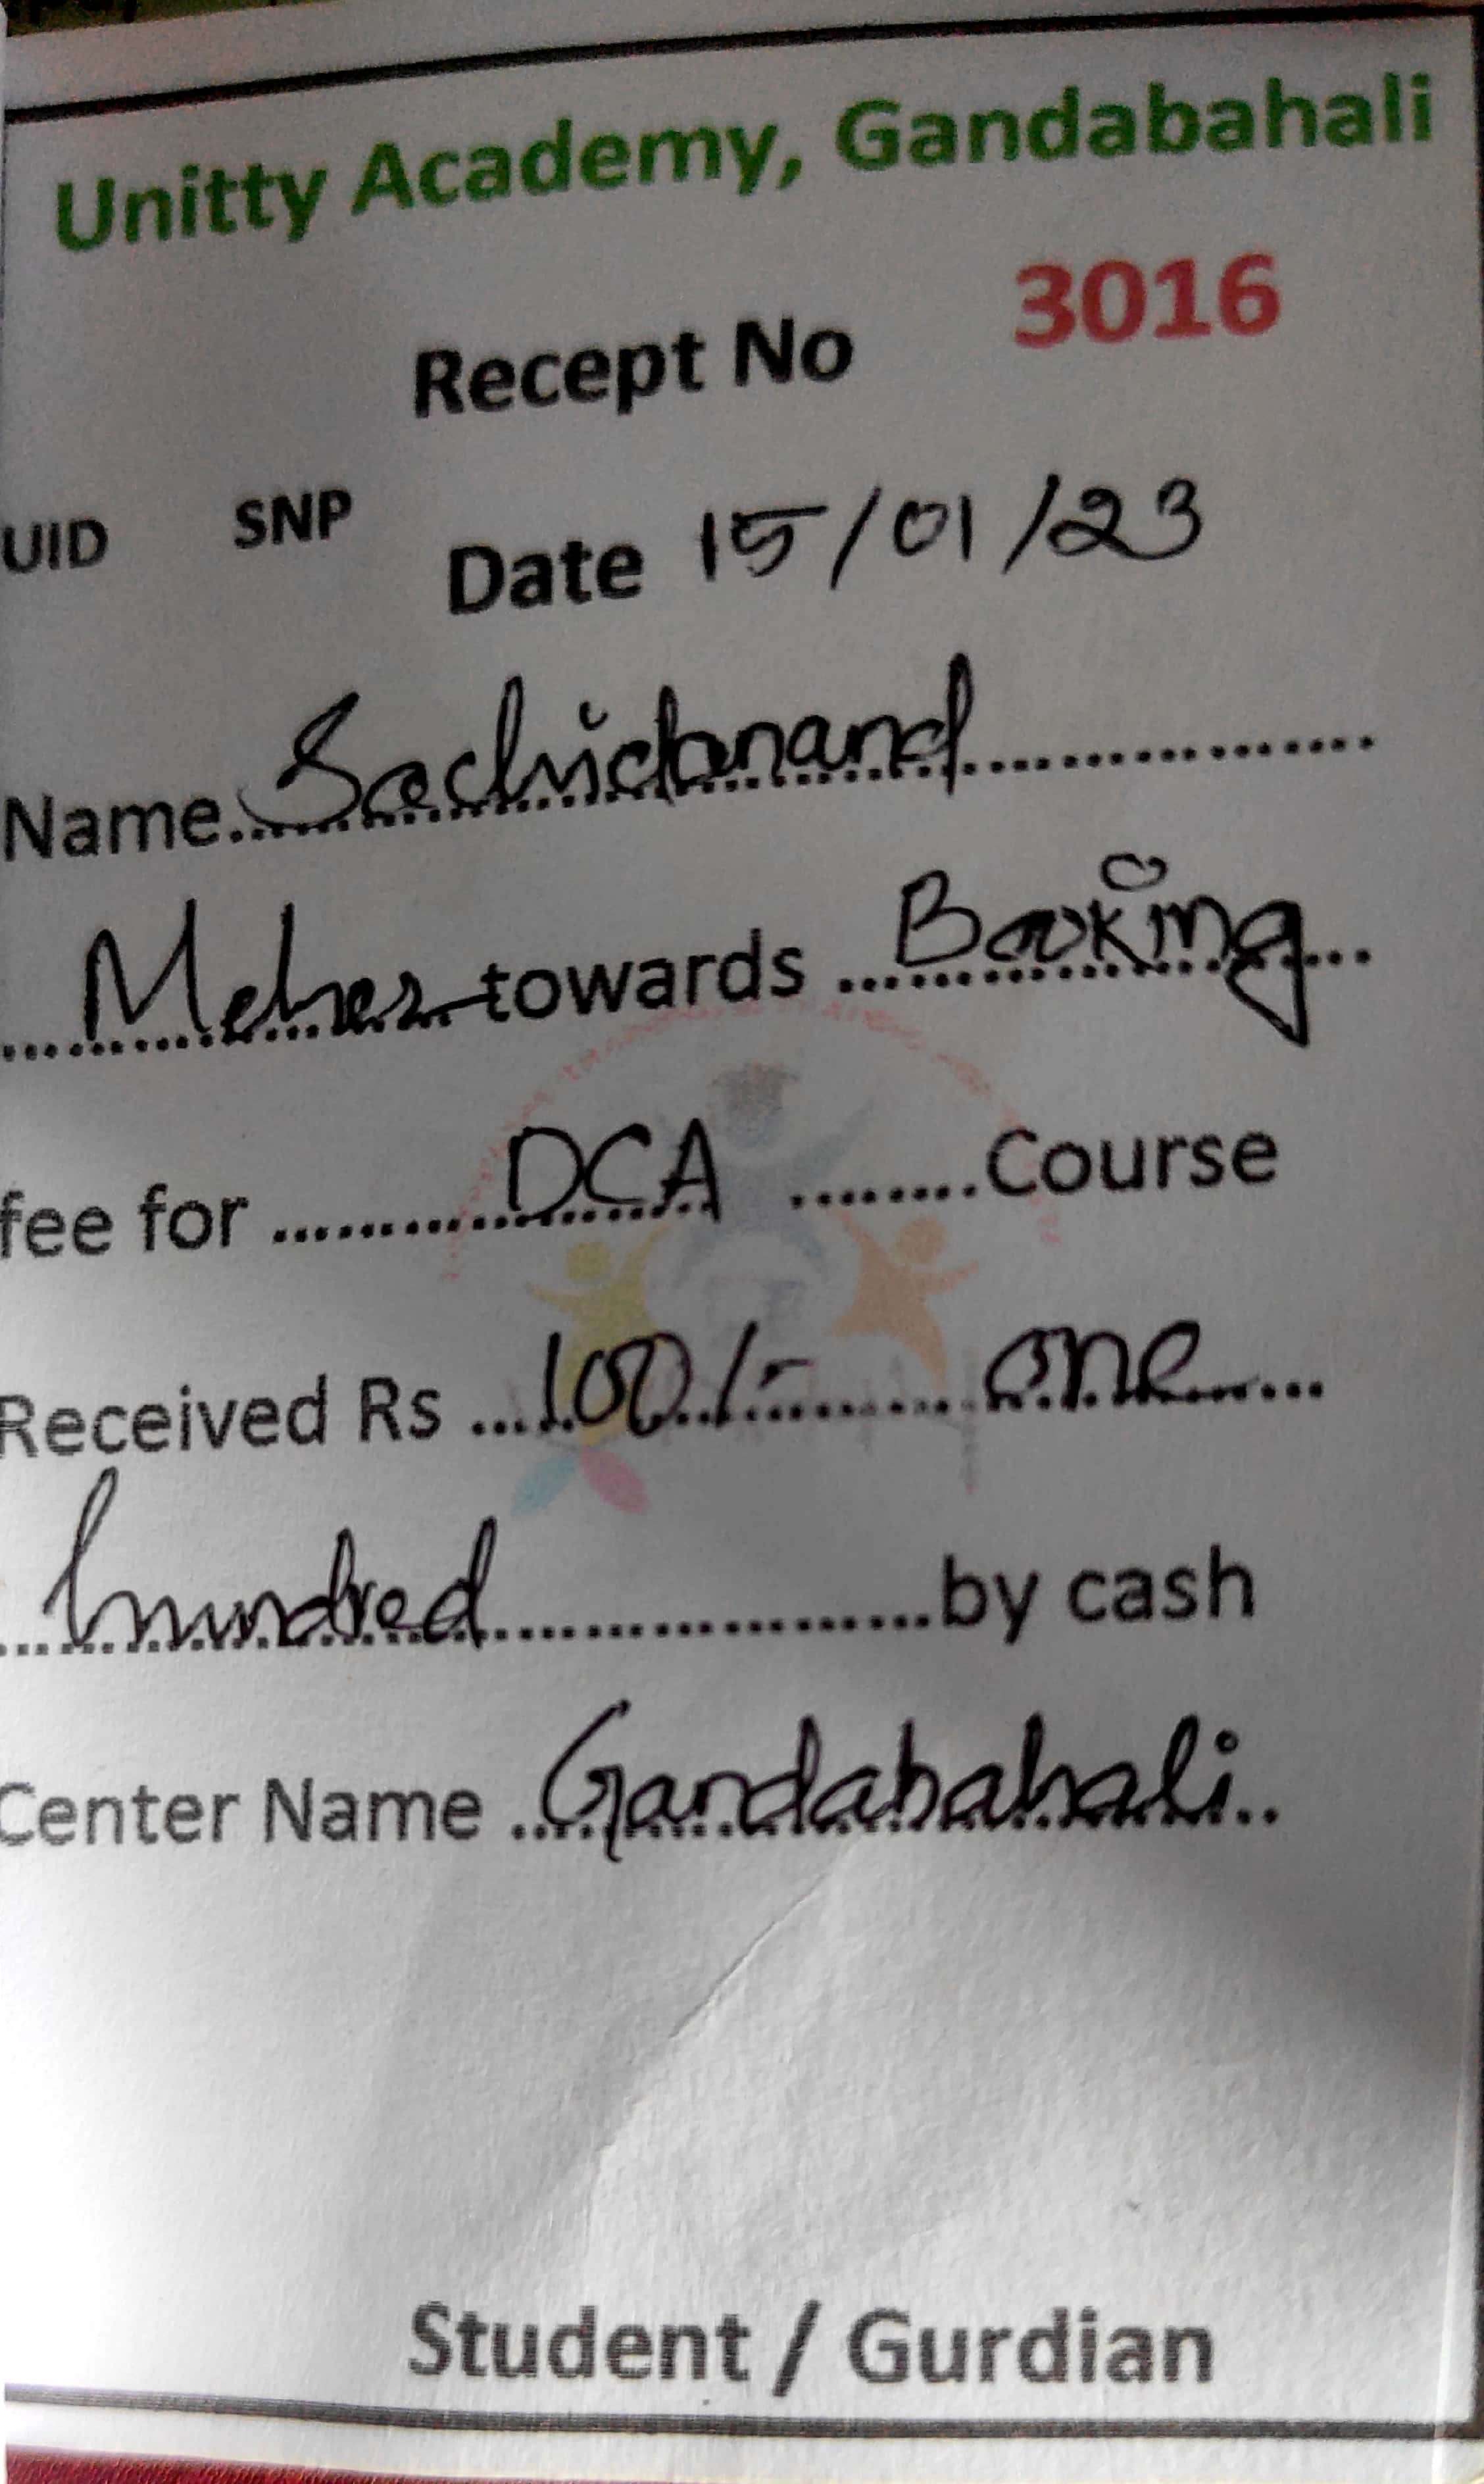 Unitty Academy, Gandabahali
Recept No 3016
UID SNP Date 15/01/23
Name Sachidanand
Meher towards Booking
fee for DCA Course
Received Rs 100/- one
hundred by cash
Center Name Gandabahali
Student / Gurdian